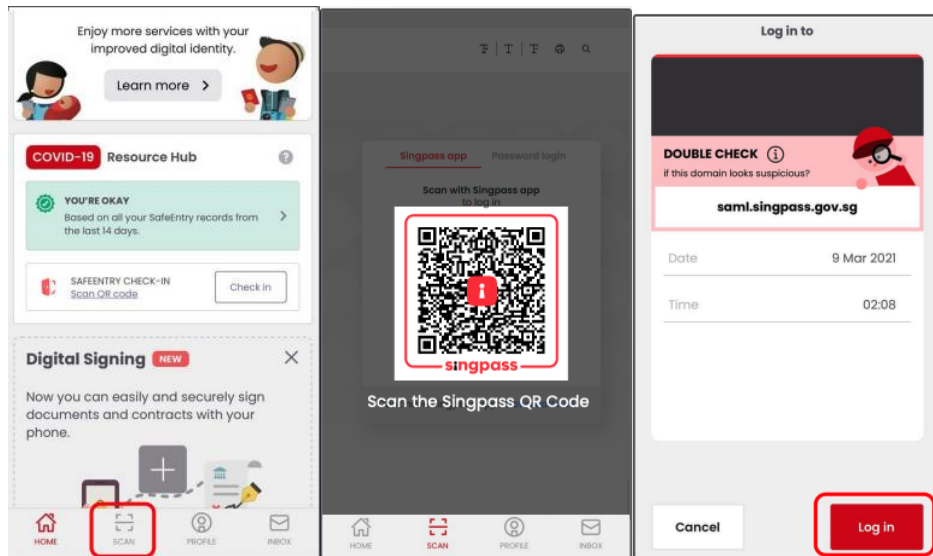 Enjoy more services with your
improved digital identity.
Learn more >
COVID-19 Resource Hub
?
YOU'RE OKAY
Based on all your SafeEntry records from
the last 14 days.
>
SAFEENTRY CHECK-IN
Scan QR code
Check in
Digital Signing NEW
Now you can easily and securely sign
documents and contracts with your
phone.
HOME SCAN PROFILE INBOX
T | T | T
Singpass app Password login
Scan with Singpass app
to log in
singpass
Scan the Singpass QR Code
HOME SCAN PROFILE INBOX
Log in to
DOUBLE CHECK i
if this domain looks suspicious?
saml.singpass.gov.sg
Date 9 Mar 2021
Time 02:08
Cancel Log in